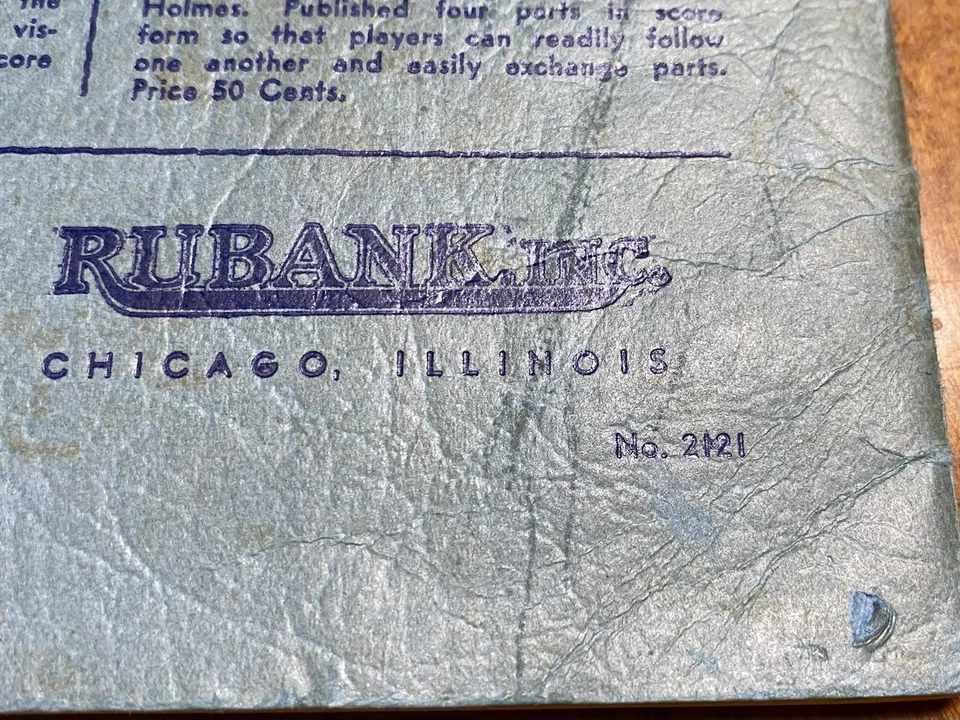 the
vis-
core
Holmes. Published four parts in score
form so that players can readily follow
one another and easily exchange parts.
Price 50 Cents.
RUBANK, INC.
CHICAGO, ILLINOIS
No. 2121